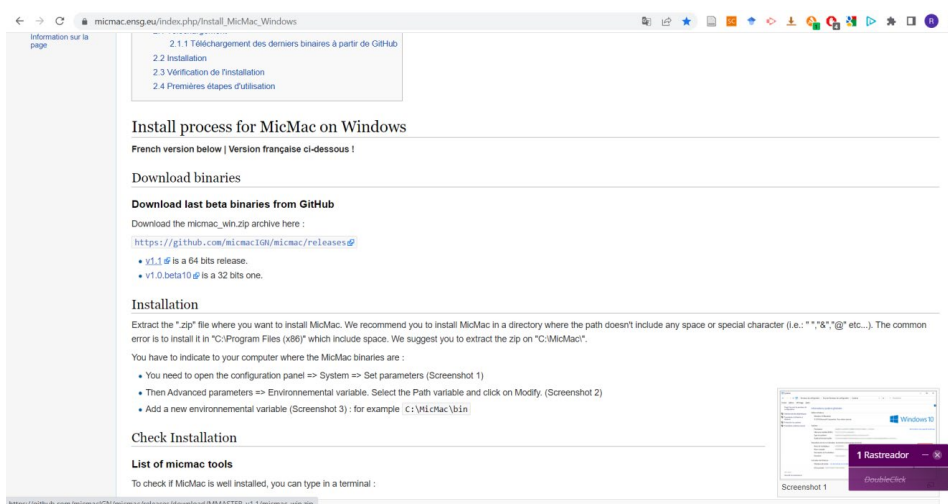 micmac.ensg.eu/index.php/Install_MicMac_Windows
Information sur la
page
2.1.1 Téléchargement des derniers binaires à partir de GitHub
2.2 Installation
2.3 Vérification de l'installation
2.4 Premières étapes d'utilisation
Install process for MicMac on Windows
French version below | Version française ci-dessous !
Download binaries
Download last beta binaries from GitHub
Download the micmac_win.zip archive here :
https://github.com/micmacIGN/micmac/releases
v1.1 is a 64 bits release.
v1.0.beta10 is a 32 bits one.
Installation
Extract the ".zip" file where you want to install MicMac. We recommend you to install MicMac in a directory where the path doesn't include any space or special character (i.e.: " ","&","@" etc...). The common
error is to install it in "C:\Program Files (x86)" which include space. We suggest you to extract the zip on "C:\MicMac\".
You have to indicate to your computer where the MicMac binaries are :
You need to open the configuration panel => System => Set parameters (Screenshot 1)
Then Advanced parameters => Environnemental variable. Select the Path variable and click on Modify. (Screenshot 2)
Add a new environnemental variable (Screenshot 3) : for example C:\MicMac\bin
Windows 10
Check Installation
1 Rastreador
List of micmac tools
DoubleClick
To check if MicMac is well installed, you can type in a terminal :
Screenshot 1